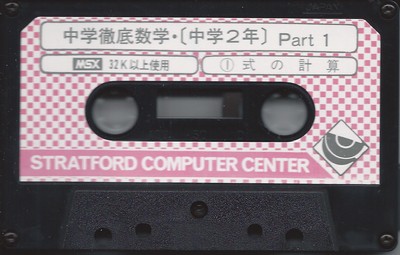 中学徹底数学・〔中学2年〕 Part 1
MSX 32K以上使用
①式の計算
STRATFORD COMPUTER CENTER